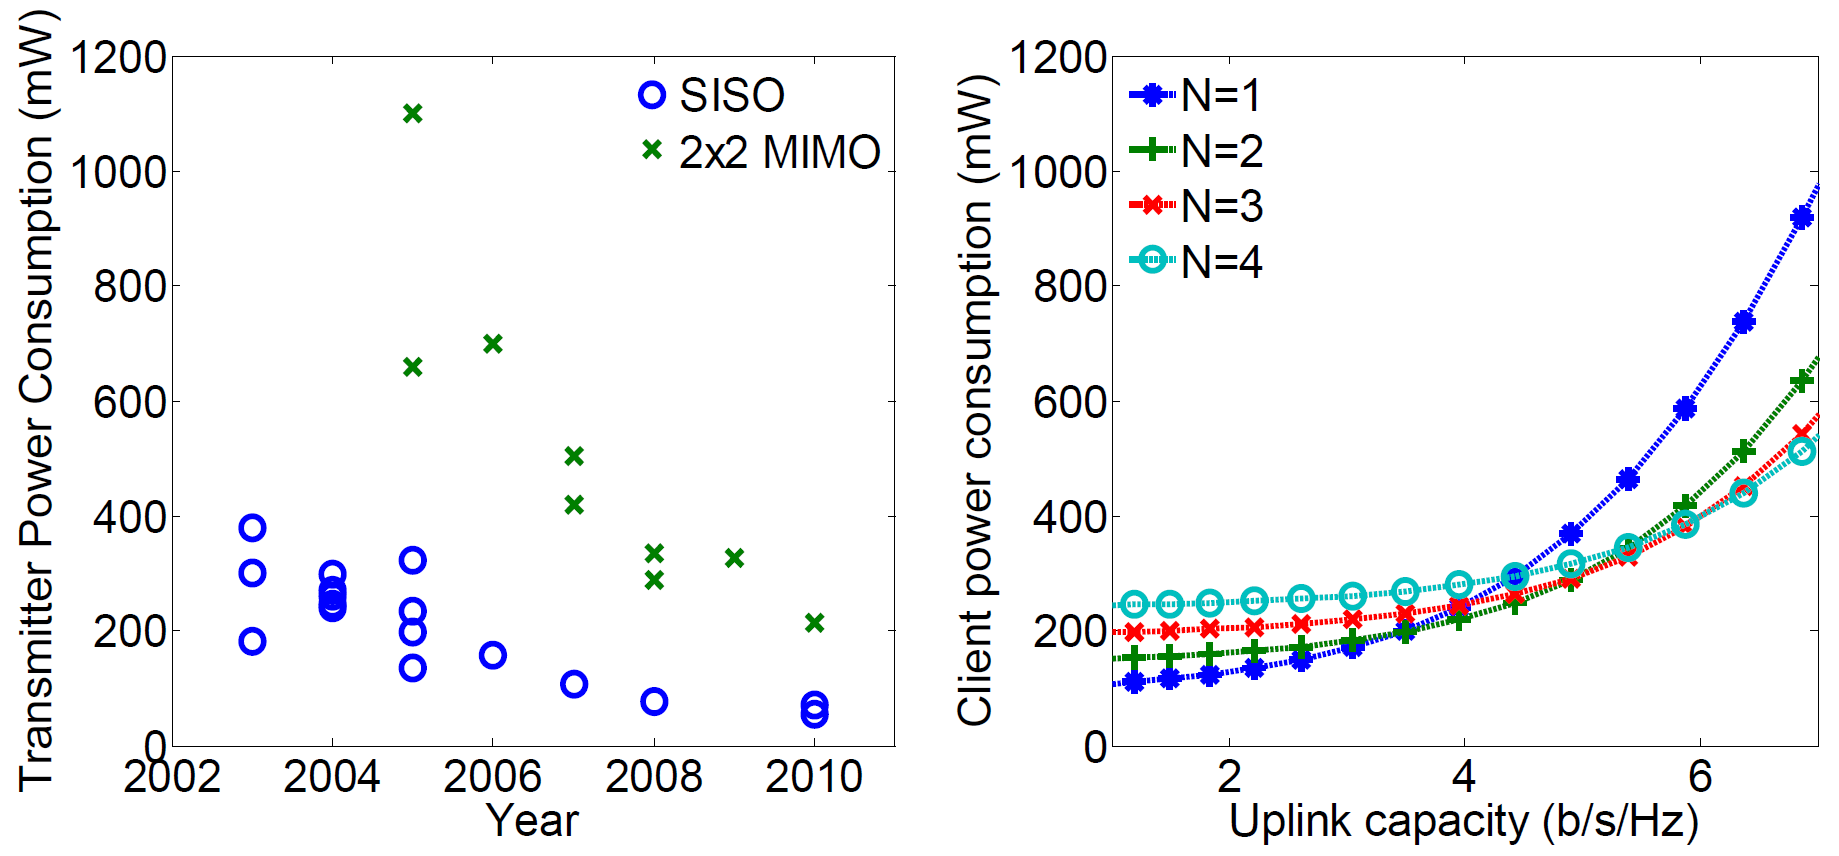 Transmitter Power Consumption (mW)
1200
1000
800
600
400
200
0
SISO
2x2 MIMO
2002 2004 2006 2008 2010
Year
Client power consumption (mW)
1200
1000
800
600
400
200
0
N=1
N=2
N=3
N=4
2 4 6
Uplink capacity (b/s/Hz)